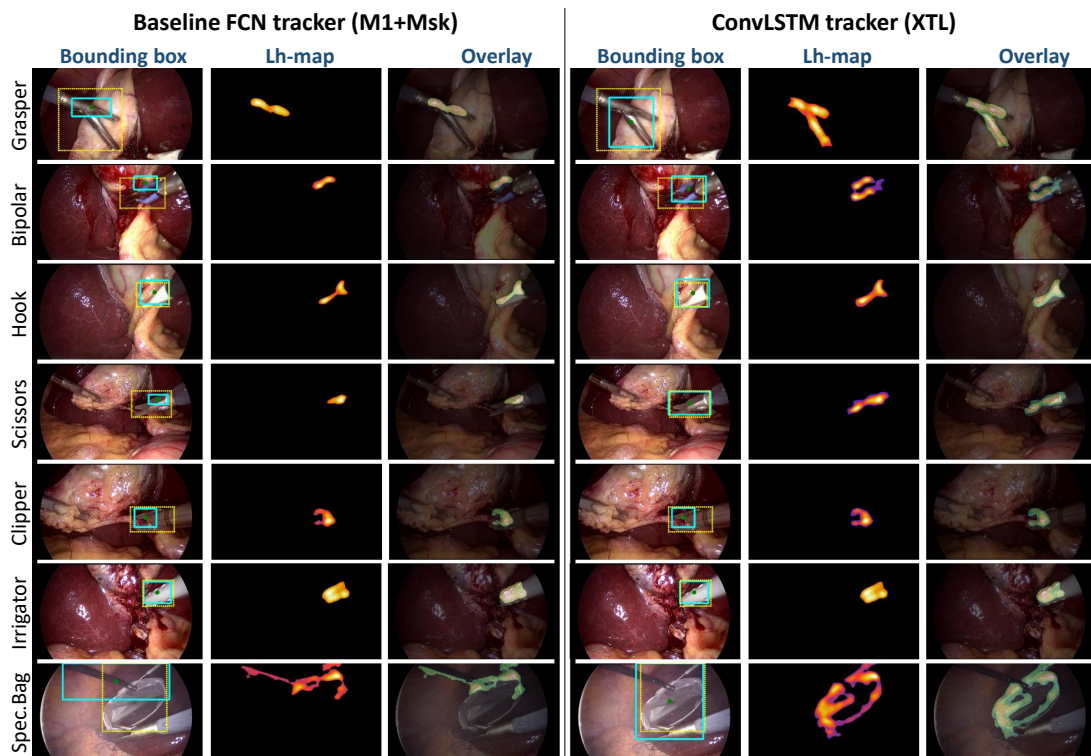 Baseline FCN tracker (M1+Msk)
ConvLSTM tracker (XTL)
Bounding box Lh-map Overlay
Bounding box Lh-map Overlay
Grasper
Bipolar
Hook
Scissors
Clipper
Irrigator
Spec.Bag